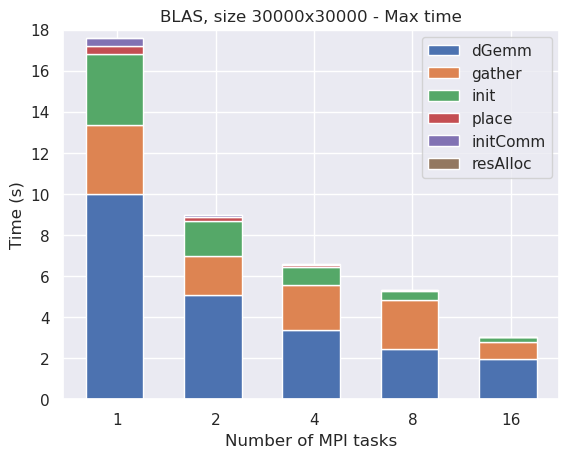 BLAS, size 30000x30000 - Max time
18
16
14
12
10
8
6
4
2
0
Time (s)
dGemm
gather
init
place
initComm
resAlloc
1 2 4 8 16
Number of MPI tasks